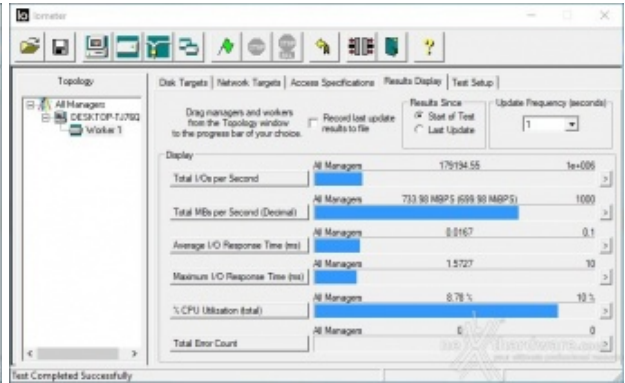 Iometer
Topology
All Managers
DESKTOP-TJ76Q
Worker 1
Disk Targets
Network Targets
Access Specifications
Results Display
Test Setup
Drag managers and workers
from the Topology window
to the progress bar of your choice.
Record last update
results to file
Results Since
Start of Test
Last Update
Update Frequency (seconds)
1
Display
All Managers 179194.55 1e+006
Total I/Os per Second
All Managers 733.98 MBPS (699.98 MiBPS) 1000
Total MBs per Second (Decimal)
All Managers 0.0167 0.1
Average I/O Response Time (ms)
All Managers 1.5727 10
Maximum I/O Response Time (ms)
All Managers 8.78 % 10 %
% CPU Utilization (total)
All Managers 0 0
Total Error Count
Test Completed Successfully